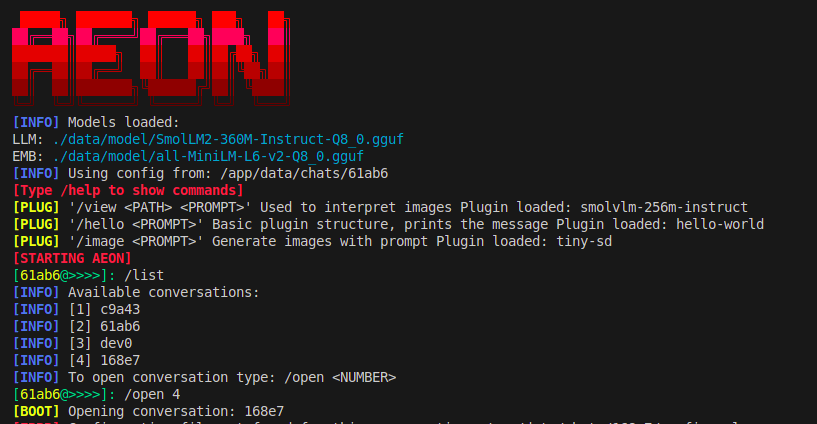 AEON
[INFO] Models loaded:
LLM: ./data/model/SmolLM2-360M-Instruct-Q8_0.gguf
EMB: ./data/model/all-MiniLM-L6-v2-Q8_0.gguf
[INFO] Using config from: /app/data/chats/61ab6
[Type /help to show commands]
[PLUG] '/view <PATH> <PROMPT>' Used to interpret images Plugin loaded: smolvlm-256m-instruct
[PLUG] '/hello <PROMPT>' Basic plugin structure, prints the message Plugin loaded: hello-world
[PLUG] '/image <PROMPT>' Generate images with prompt Plugin loaded: tiny-sd
[STARTING AEON]
[61ab6@>>>>]: /list
[INFO] Available conversations:
[INFO] [1] c9a43
[INFO] [2] 61ab6
[INFO] [3] dev0
[INFO] [4] 168e7
[INFO] To open conversation type: /open <NUMBER>
[61ab6@>>>>]: /open 4
[BOOT] Opening conversation: 168e7